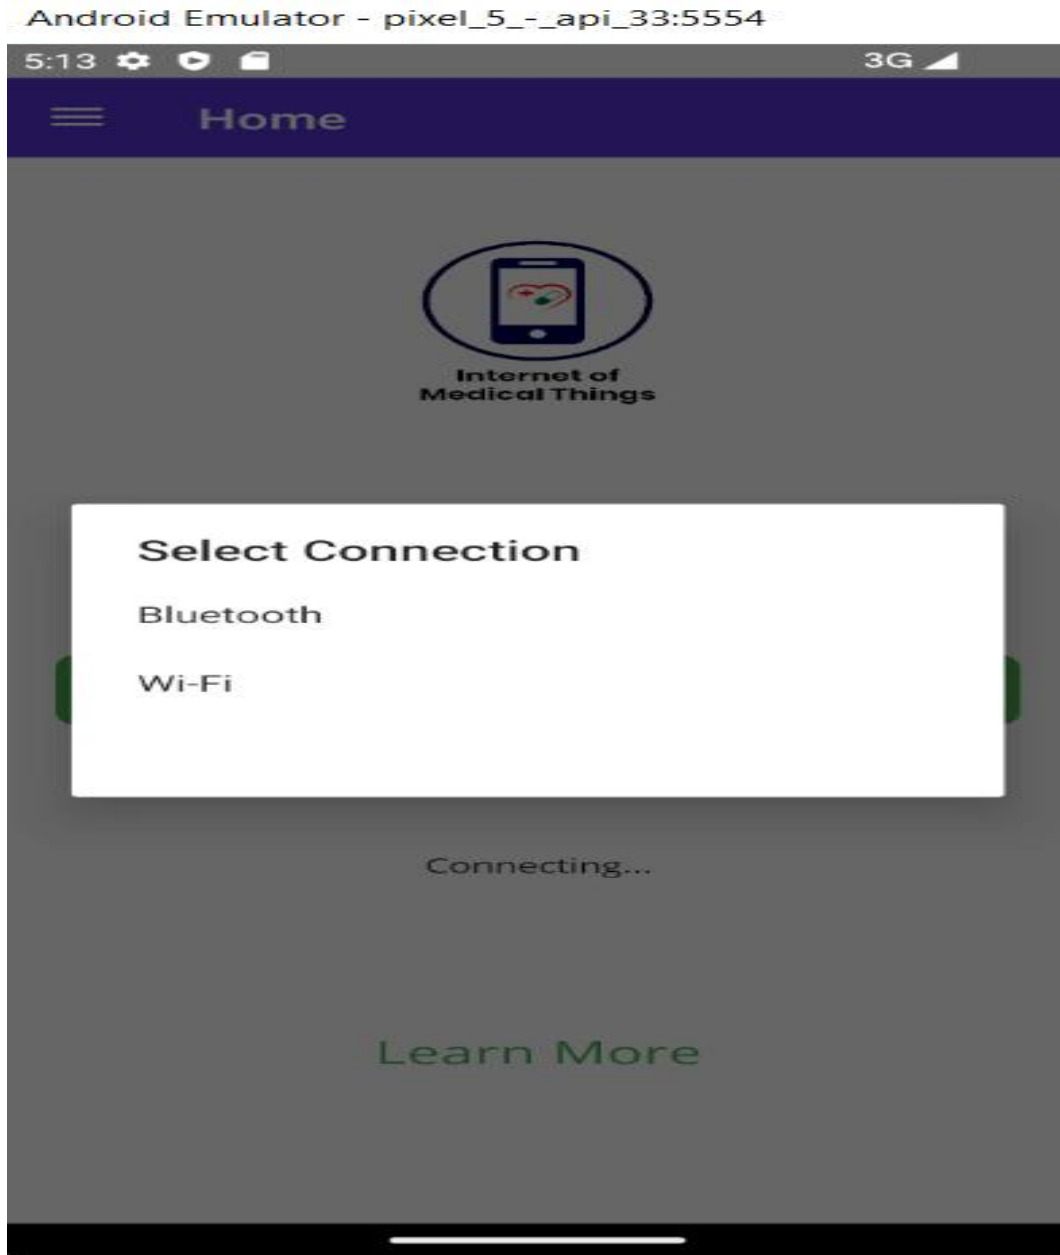 Android Emulator - pixel_5_-_api_33:5554
5:13 3G
Home
Internet of
Medical Things
Select Connection
Bluetooth
Wi-Fi
Connecting...
Learn More